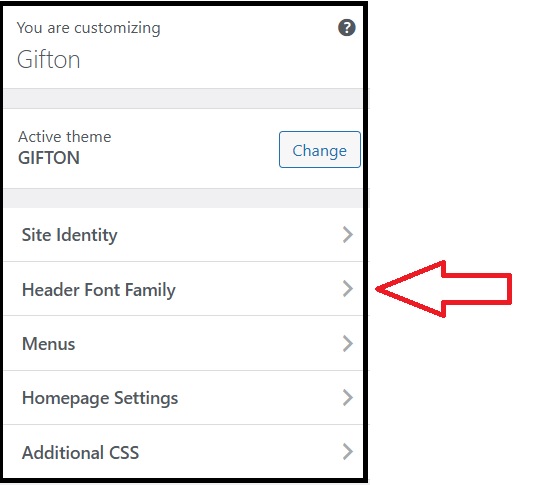 You are customizing
Gifton
Active theme
GIFTON
Change
Site Identity
Header Font Family
Menus
Homepage Settings
Additional CSS